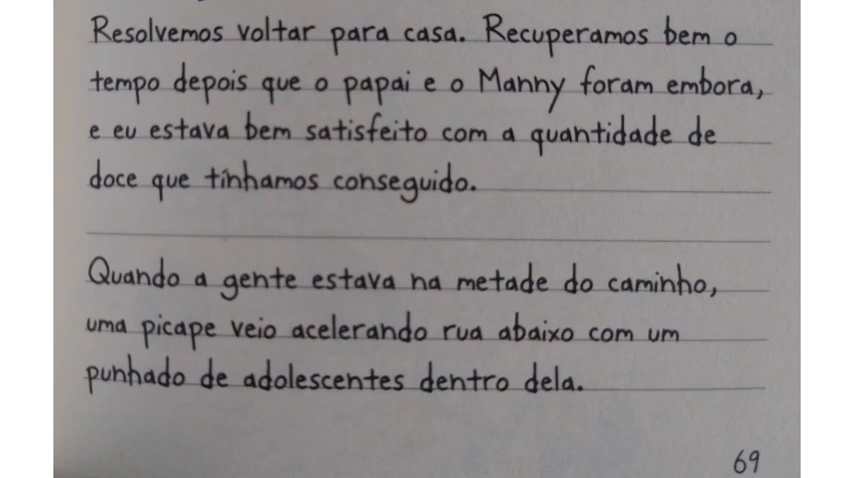 Resolvemos voltar para casa. Recuperamos bem o
tempo depois que o papai e o Manny foram embora,
e eu estava bem satisfeito com a quantidade de
doce que tínhamos conseguido.
Quando a gente estava na metade do caminho,
uma picape veio acelerando rua abaixo com um
punhado de adolescentes dentro dela.
69